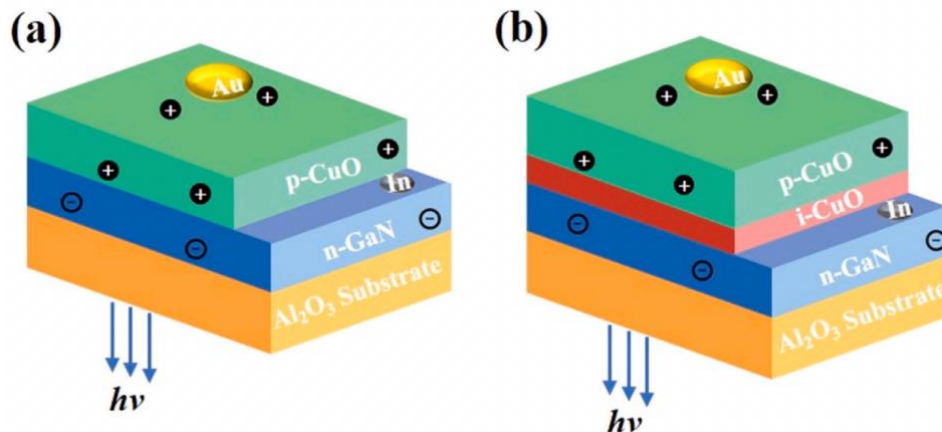 (a)
Au
p-CuO
In
n-GaN
Al₂O₃ Substrate
hν
(b)
Au
p-CuO
i-CuO
In
n-GaN
Al₂O₃ Substrate
hν